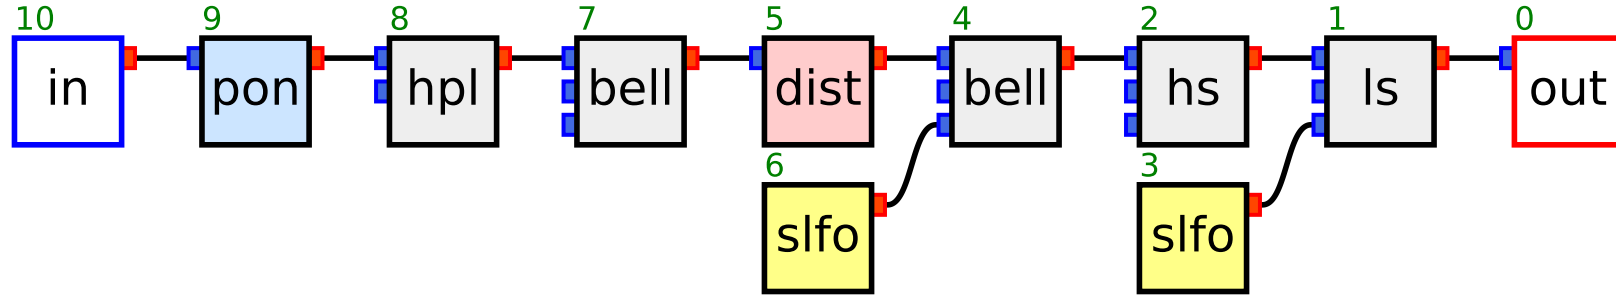 10 9 8 7 5 4 2 1 0
in pon hpl bell dist bell hs ls out
6 3
slfo slfo